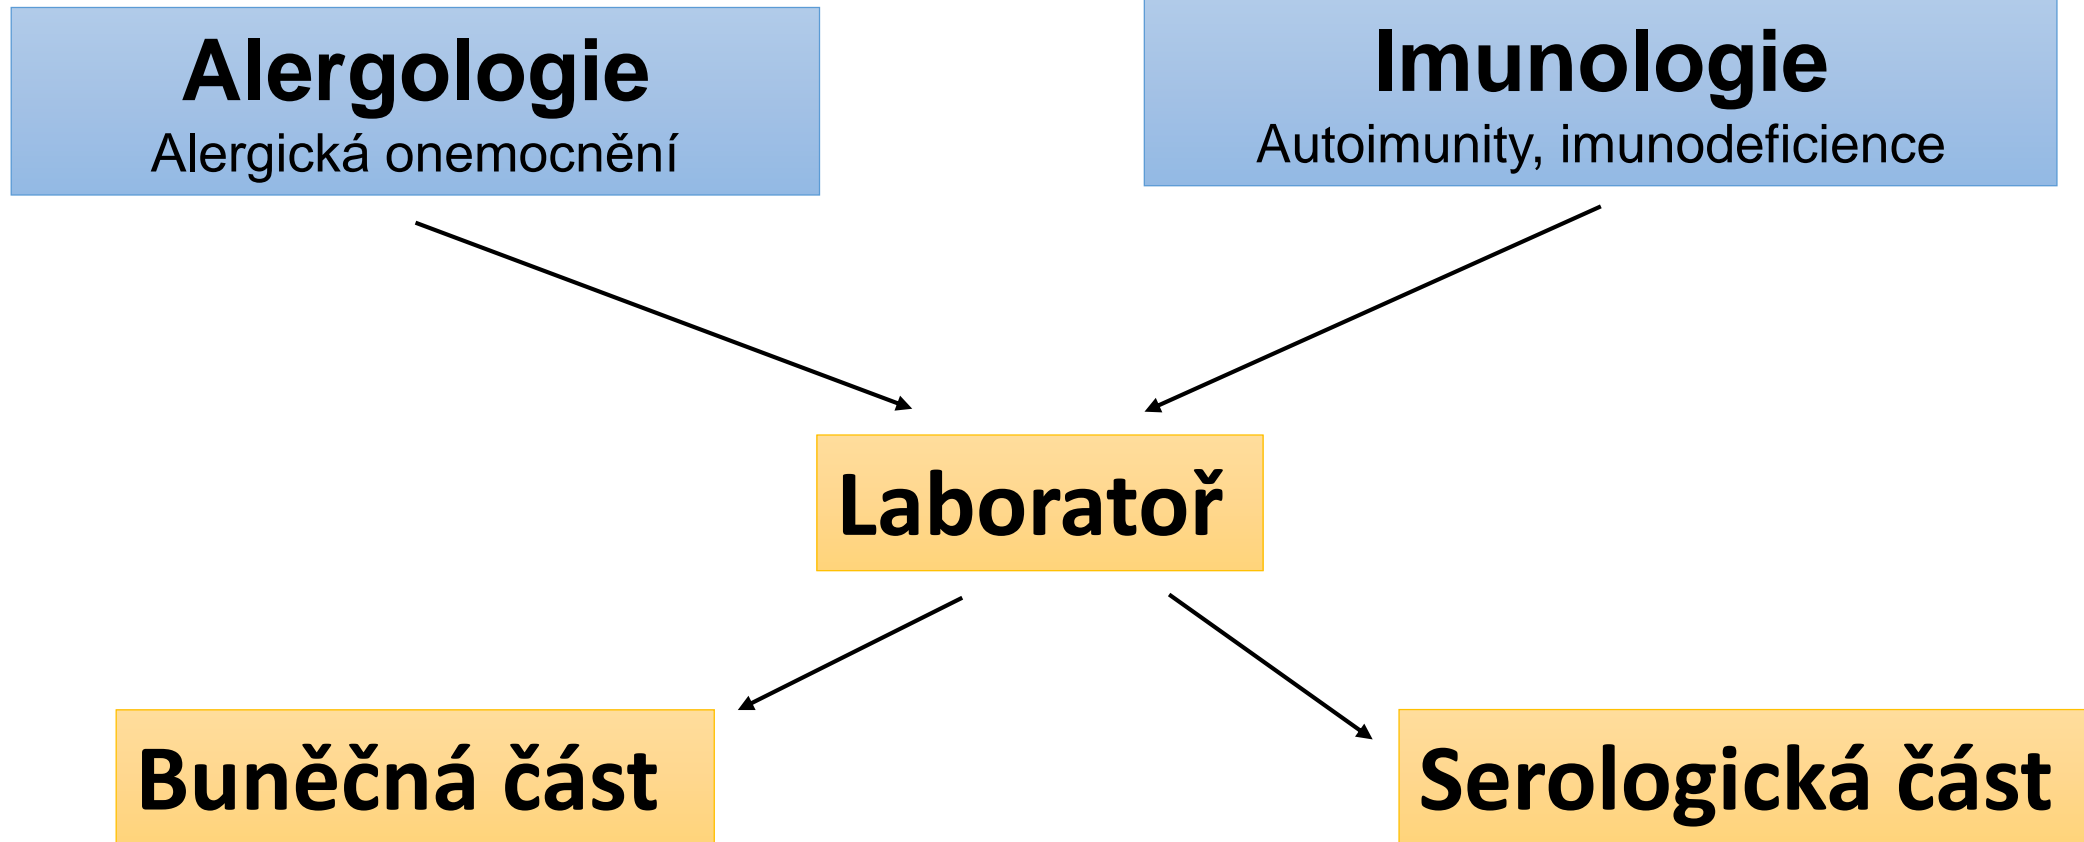 Alergologie
Alergická onemocnění
Imunologie
Autoimunity, imunodeficience
Laboratoř
Buněčná část
Serologická část